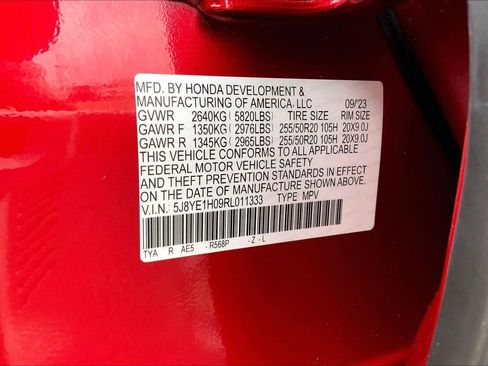 MFD. BY HONDA DEVELOPMENT &
MANUFACTURING OF AMERICA, LLC 09/'23
GVWR 2640KG (5820LBS) TIRE SIZE RIM SIZE
GAWR F 1350KG (2976LBS) 255/50R20 105H 20X9.0J
GAWR R 1345KG (2965LBS) 255/50R20 105H 20X9.0J
THIS VEHICLE CONFORMS TO ALL APPLICABLE
FEDERAL MOTOR VEHICLE SAFETY
AND THEFT PREVENTION STANDARDS IN EFFECT
ON THE DATE OF MANUFACTURE SHOWN ABOVE.
V.I.N.: 5J8YE1H09RL011333 TYPE: MPV
TYA R AE5 - R568P - Z - L